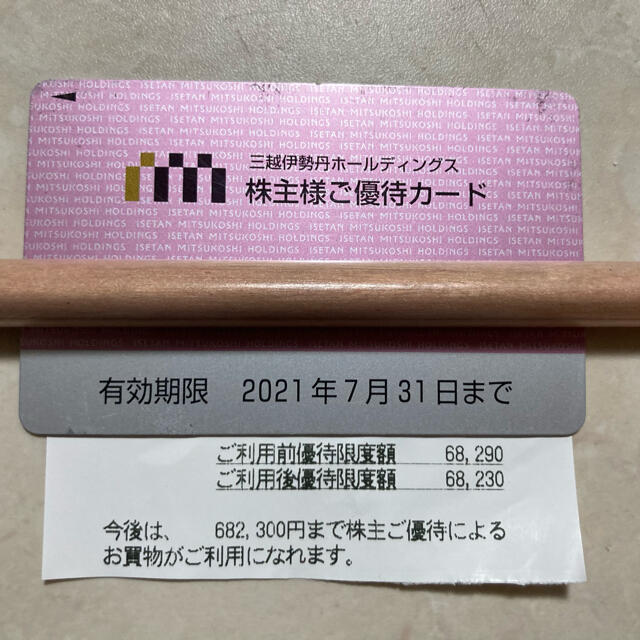 ISETAN MITSUKOSHI HOLDINGS
三越伊勢丹ホールディングス
株主様ご優待カード
有効期限 2021年7月31日まで
ご利用前優待限度額 68,290
ご利用後優待限度額 68,230
今後は、 682,300円まで株主ご優待による
お買物がご利用になれます。